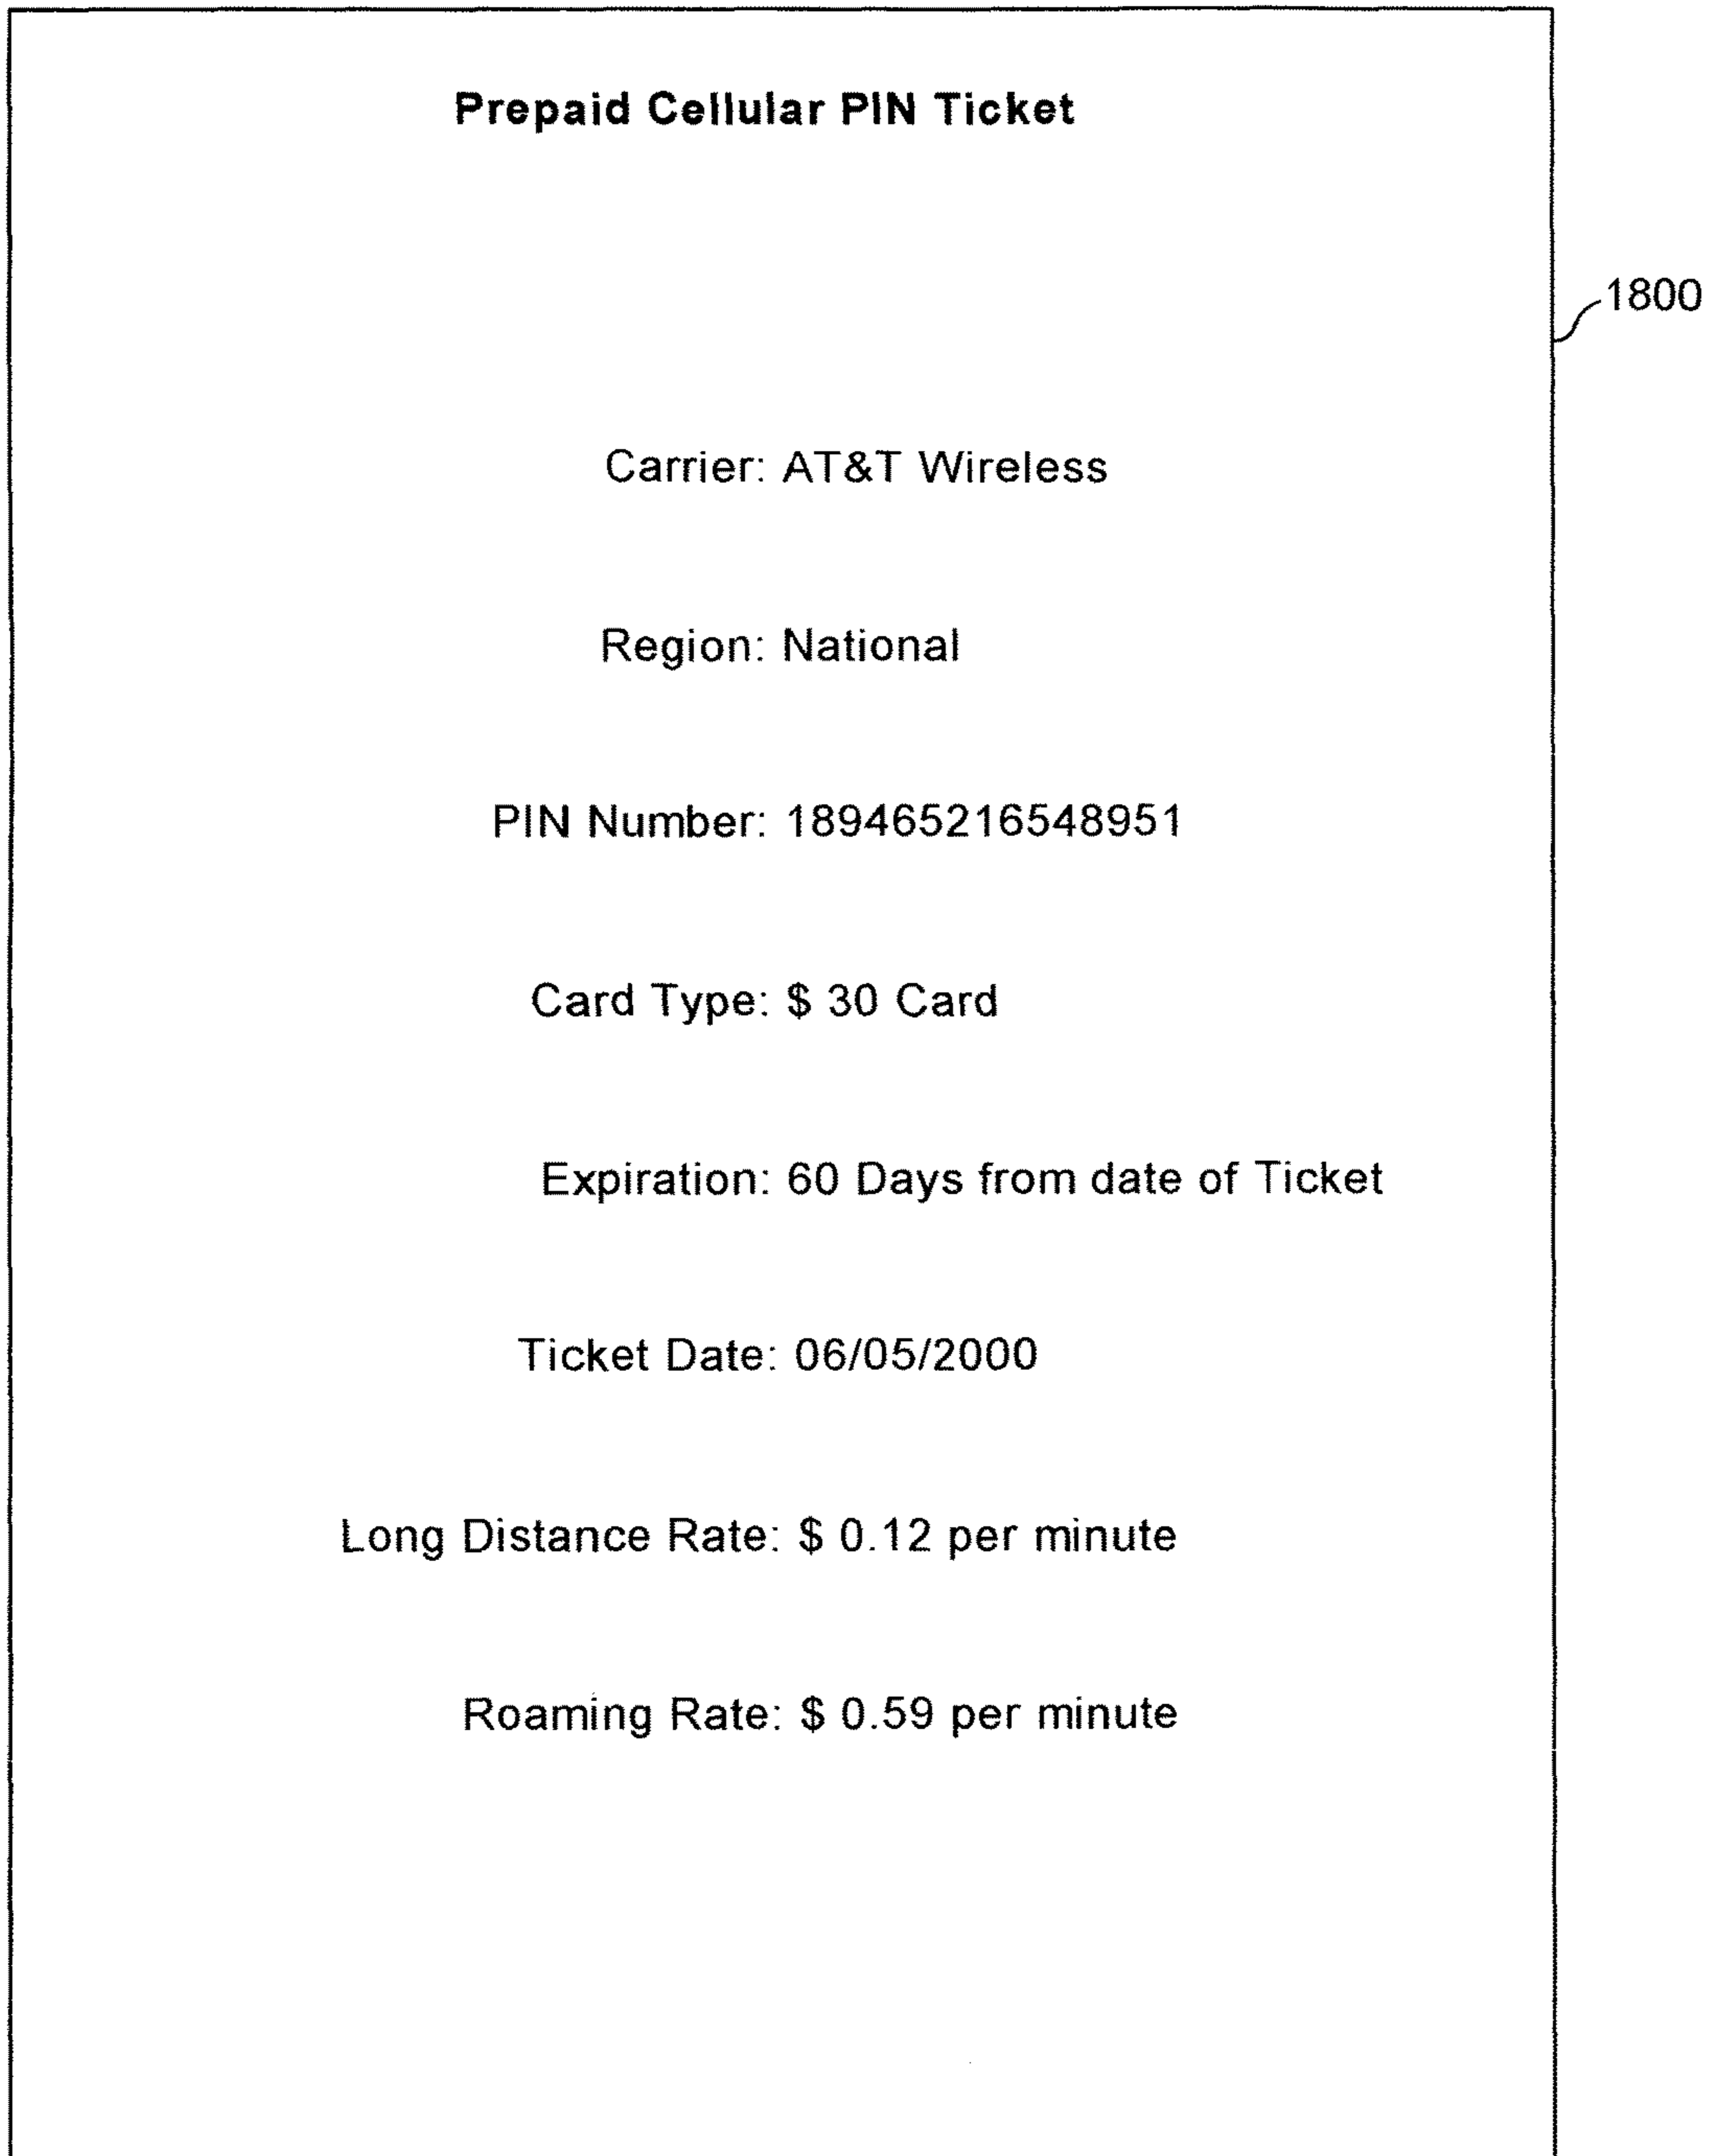 Prepaid Cellular PIN Ticket
1800
Carrier: AT&T Wireless
Region: National
PIN Number: 189465216548951
Card Type: $ 30 Card
Expiration: 60 Days from date of Ticket
Ticket Date: 06/05/2000
Long Distance Rate: $ 0.12 per minute
Roaming Rate: $ 0.59 per minute